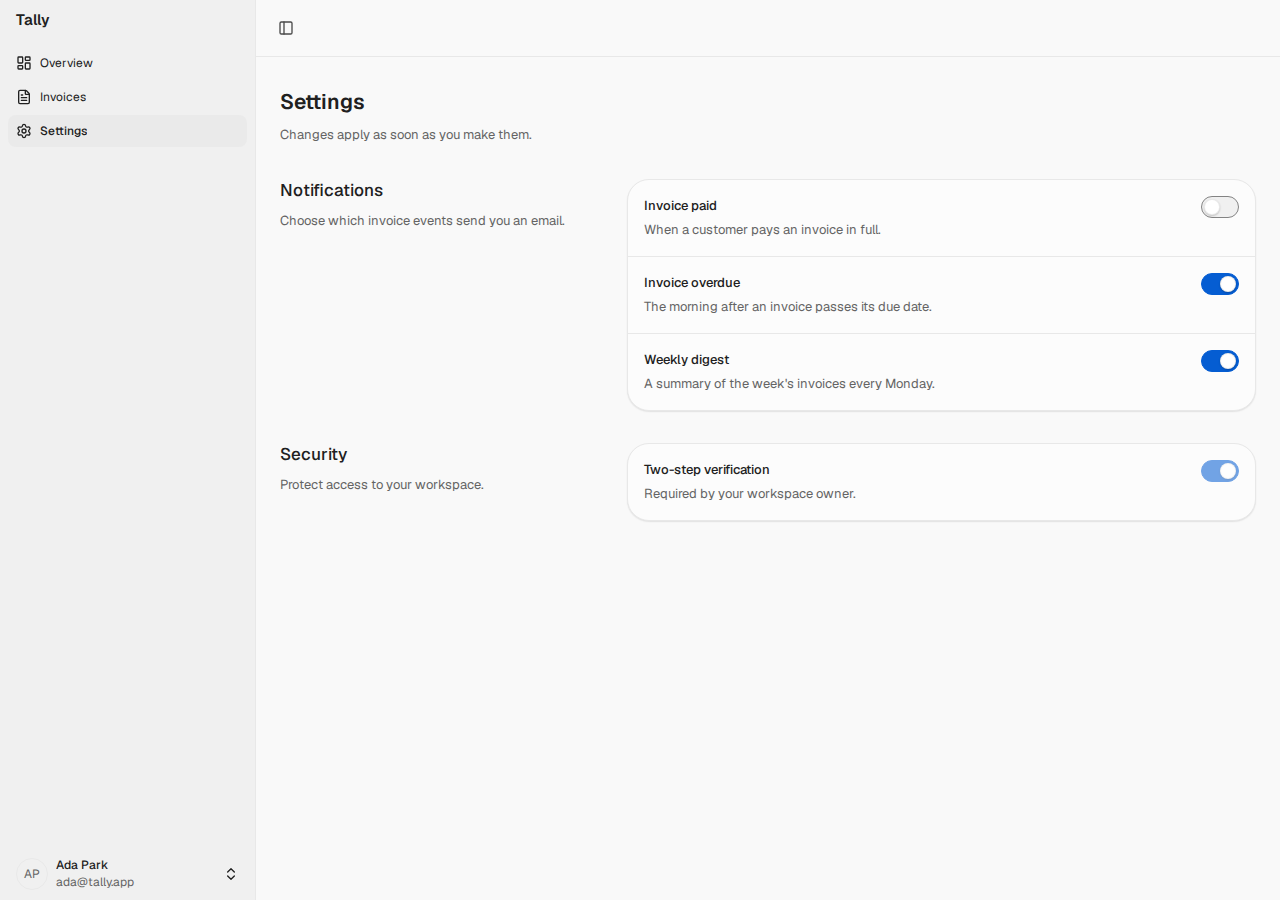 Tally
Overview
Invoices
Settings
Settings
Changes apply as soon as you make them.
Notifications
Choose which invoice events send you an email.
Invoice paid
When a customer pays an invoice in full.
Invoice overdue
The morning after an invoice passes its due date.
Weekly digest
A summary of the week's invoices every Monday.
Security
Protect access to your workspace.
Two-step verification
Required by your workspace owner.
AP
Ada Park
ada@tally.app